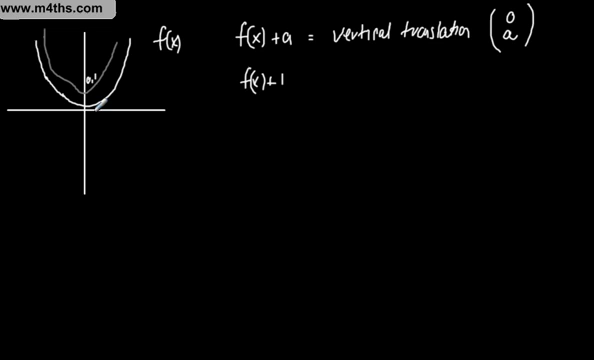 www.m4ths.com
f(x)
f(x) + a = vertical translation (0 a)
f(x) + 1
0,1